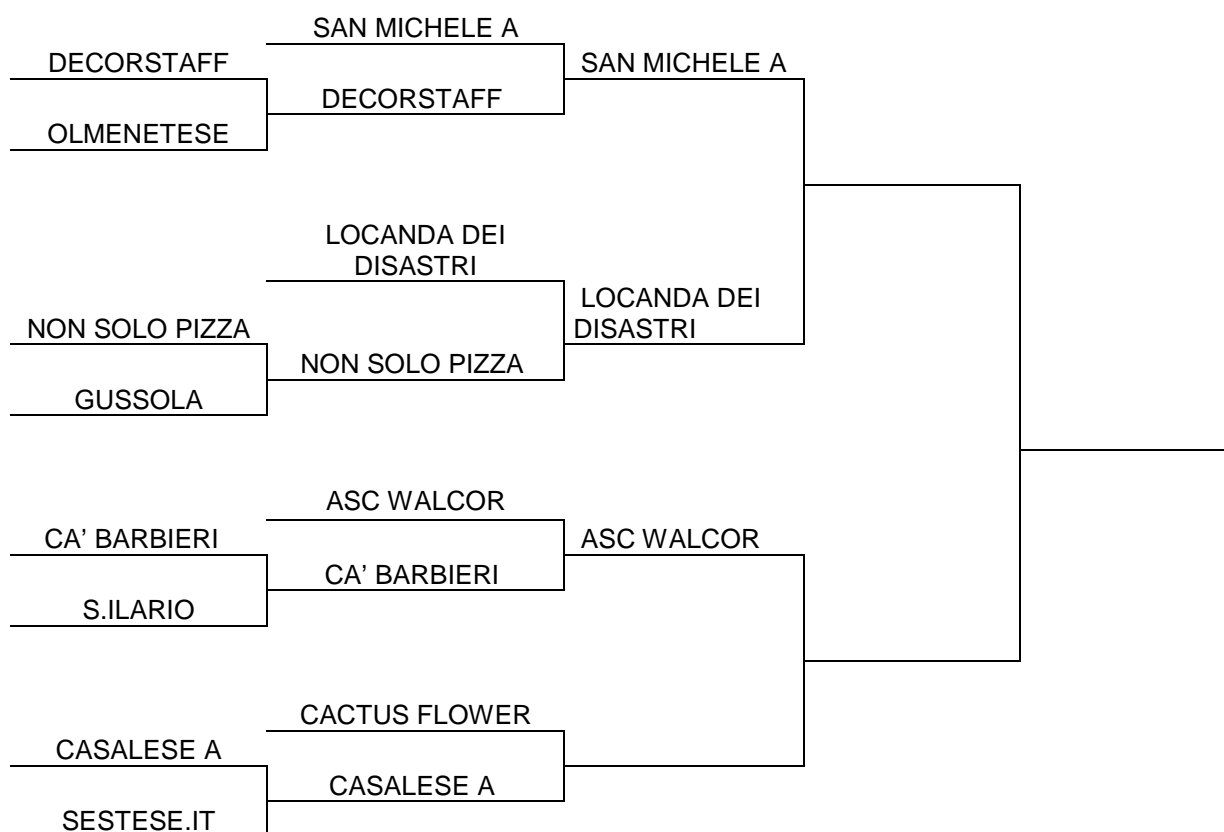 SAN MICHELE A
DECORSTAFF
SAN MICHELE A
DECORSTAFF
OLMENETESE
LOCANDA DEI
DISASTRI
LOCANDA DEI
DISASTRI
NON SOLO PIZZA
NON SOLO PIZZA
GUSSOLA
ASC WALCOR
CA’ BARBIERI
ASC WALCOR
CA’ BARBIERI
S.ILARIO
CACTUS FLOWER
CASALESE A
CASALESE A
SESTESE.IT